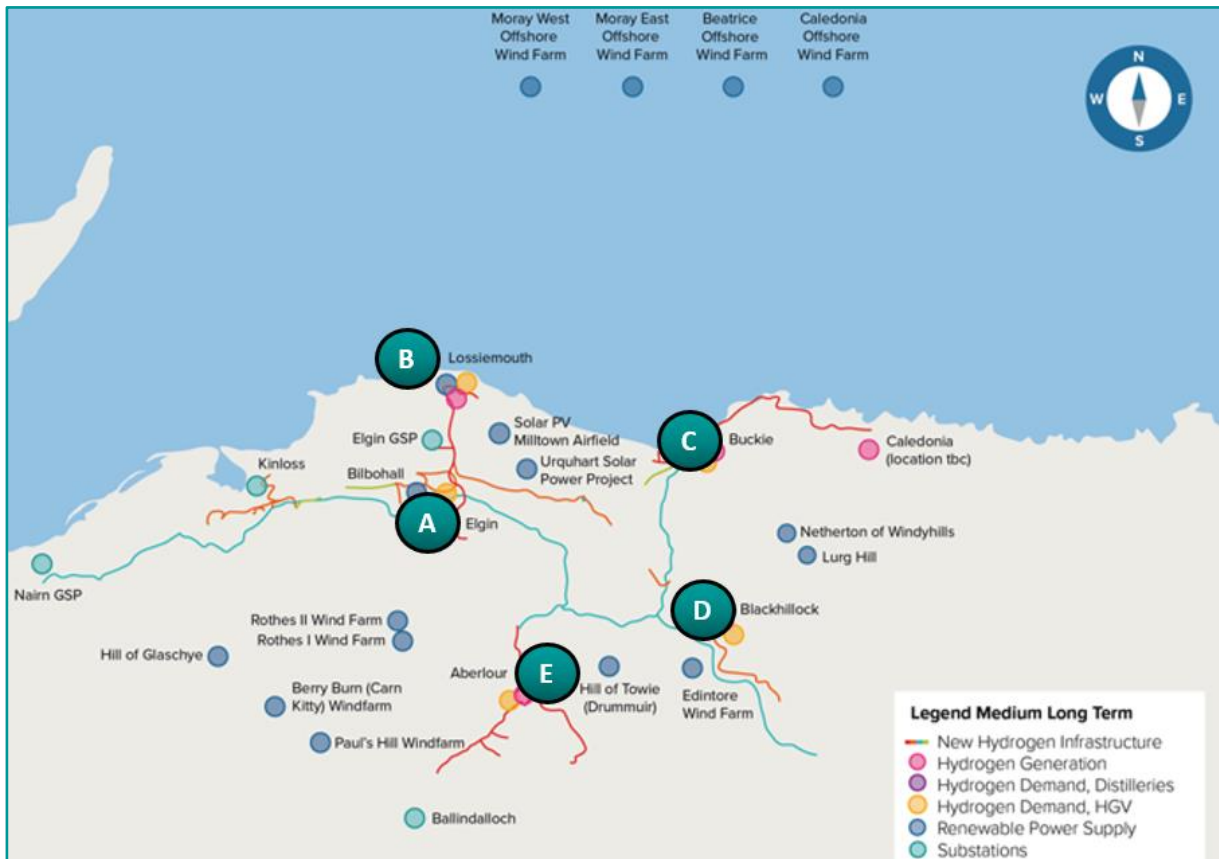 Moray West
Offshore
Wind Farm
Moray East
Offshore
Wind Farm
Beatrice
Offshore
Wind Farm
Caledonia
Offshore
Wind Farm
N
W
E
S
B
Lossiemouth
Solar PV
Milltown Airfield
Elgin GSP
Urquhart Solar
Power Project
C
Buckie
Caledonia
(location tbc)
Kinloss
Bilbohall
A
Elgin
Netherton of Windyhills
Lurg Hill
Nairn GSP
Rothes II Wind Farm
Rothes I Wind Farm
Hill of Glaschye
D
Blackhillock
Berry Burn (Carn
Kitty) Windfarm
Paul's Hill Windfarm
Aberlour
E
Hill of Towie
(Drummuir)
Edintore
Wind Farm
Ballindalloch
Legend Medium Long Term
New Hydrogen Infrastructure
Hydrogen Generation
Hydrogen Demand, Distilleries
Hydrogen Demand, HGV
Renewable Power Supply
Substations